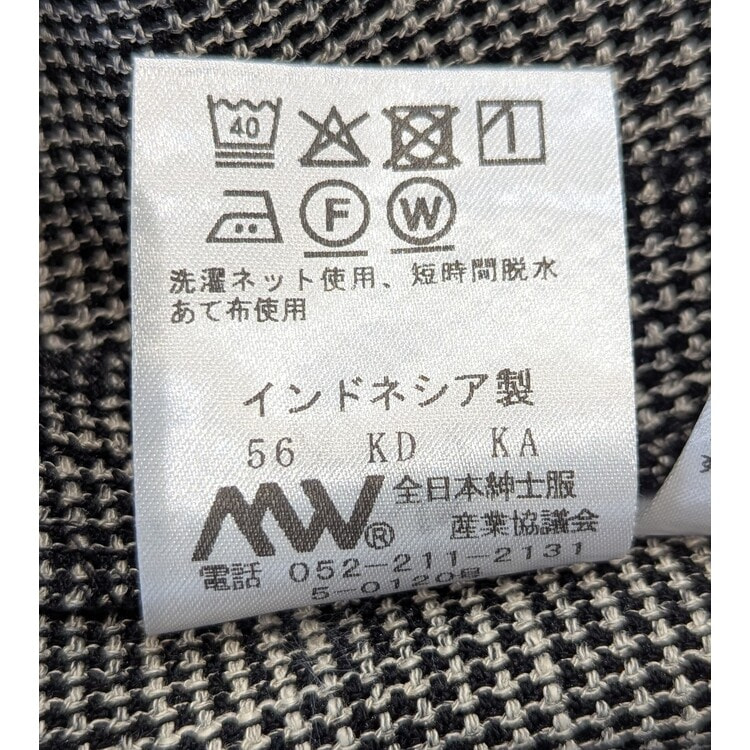 40
F W
洗濯ネット使用、短時間脱水
あて布使用
インドネシア製
56 KD KA
MW® 全日本紳士服
産業協議会
電話 052-211-2131